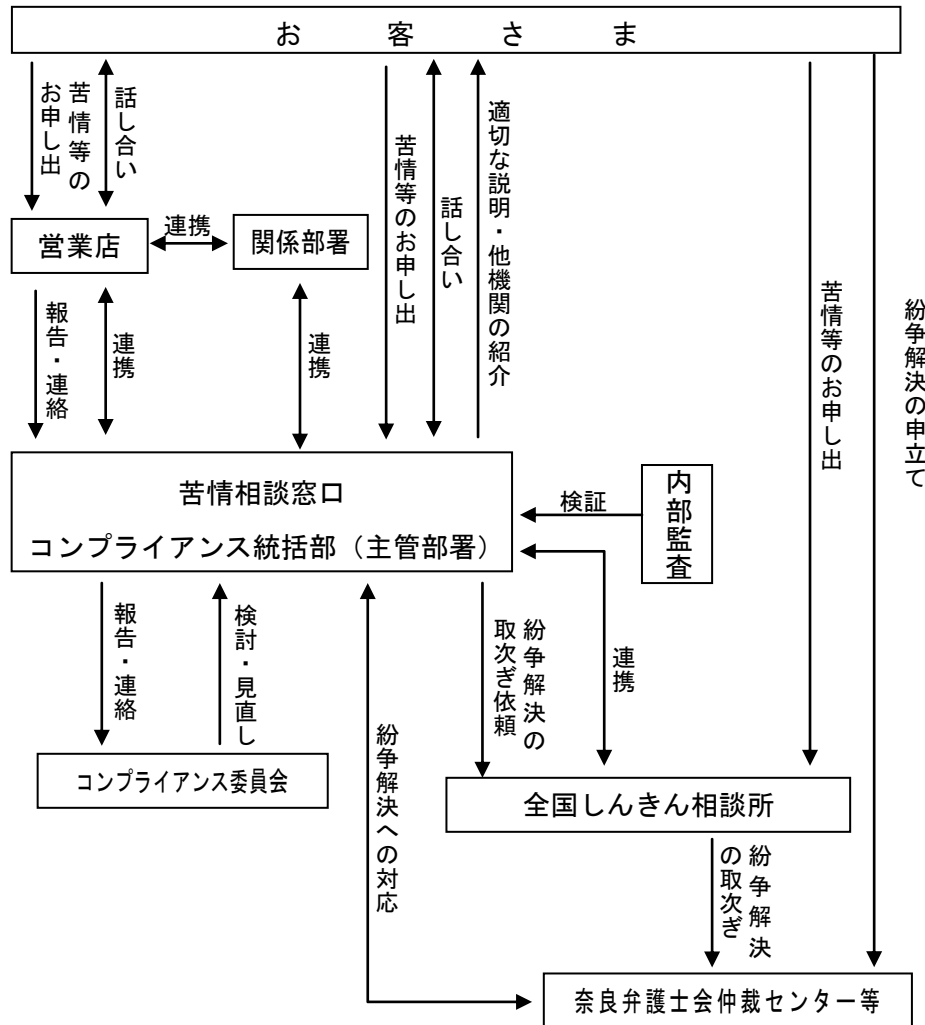 お客さま
苦情等の
お申し出
話し合い
苦情等のお申し出
話し合い
適切な説明・他機関の紹介
苦情等のお申し出
紛争解決の申立て
営業店
連携
関係部署
報告・連絡
連携
連携
苦情相談窓口
コンプライアンス統括部（主管部署）
検証
内部監査
報告・連絡
検討・見直し
紛争解決への対応
紛争解決の
取次ぎ依頼
連携
コンプライアンス委員会
全国しんきん相談所
紛争解決
の取次ぎ
奈良弁護士会仲裁センター等